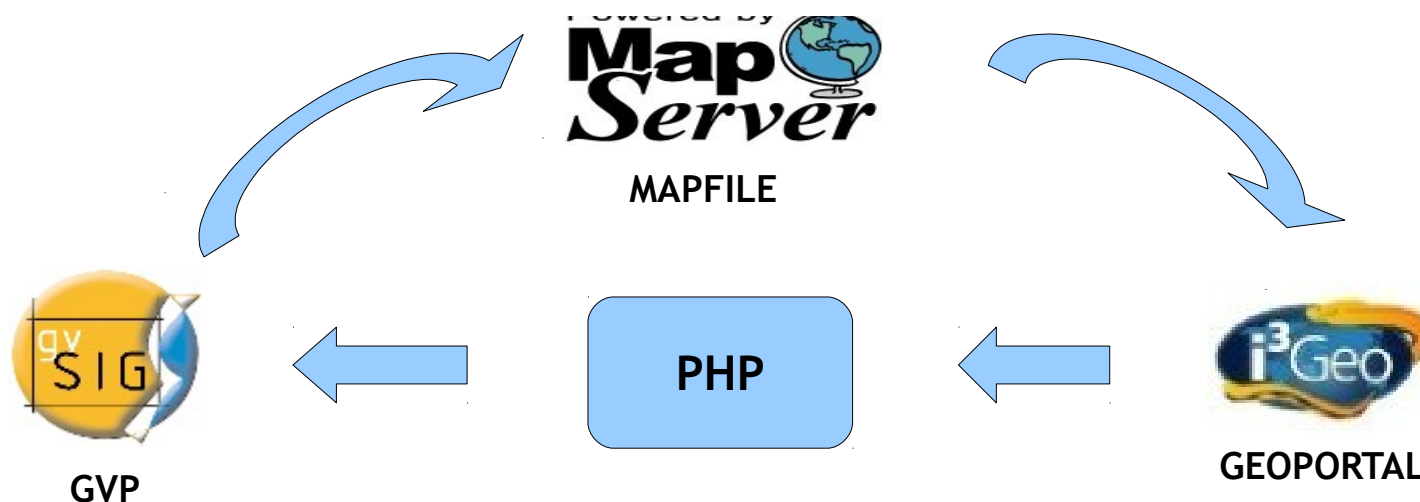 Powered by
Map
Server
MAPFILE
gv
SIG
PHP
i³Geo
GVP
GEOPORTAL